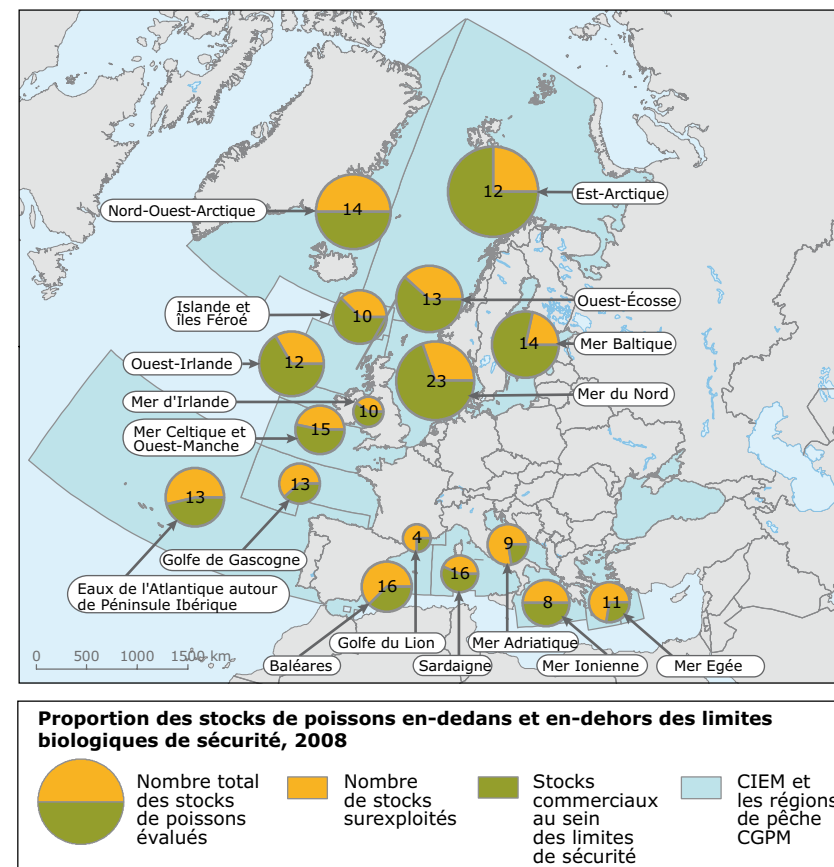 12
Est-Arctique
Nord-Ouest-Arctique
14
Islande et
îles Féroé
10
13
Ouest-Écosse
Ouest-Irlande
12
14
Mer Baltique
Mer d'Irlande
10
23
Mer du Nord
Mer Celtique et
Ouest-Manche
15
13
13
Golfe de Gascogne
Eaux de l'Atlantique autour
de Péninsule Ibérique
4
9
16
16
8
11
Golfe du Lion
Mer Adriatique
Baléares
Sardaigne
Mer Ionienne
Mer Egée
0 500 1000 1500 km
Proportion des stocks de poissons en-dedans et en-dehors des limites
biologiques de sécurité, 2008
Nombre total
des stocks
de poissons
évalués
Nombre
de stocks
surexploités
Stocks
commerciaux
au sein
des limites
de sécurité
CIEM et
les régions
de pêche
CGPM